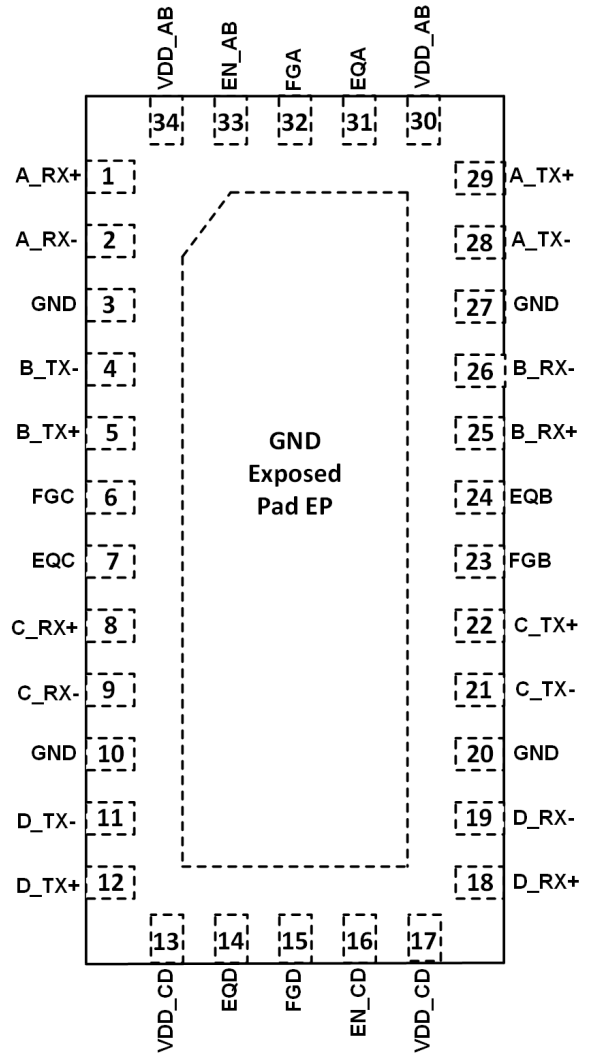 VDD_AB
EN_AB
FGA
EQA
VDD_AB
34 33 32 31 30
A_RX+ 1 29 A_TX+
A_RX- 2 28 A_TX-
GND 3 27 GND
B_TX- 4 26 B_RX-
B_TX+ 5 25 B_RX+
GND
Exposed
Pad EP
FGC 6 24 EQB
EQC 7 23 FGB
C_RX+ 8 22 C_TX+
C_RX- 9 21 C_TX-
GND 10 20 GND
D_TX- 11 19 D_RX-
D_TX+ 12 18 D_RX+
13 14 15 16 17
VDD_CD
EQD
FGD
EN_CD
VDD_CD